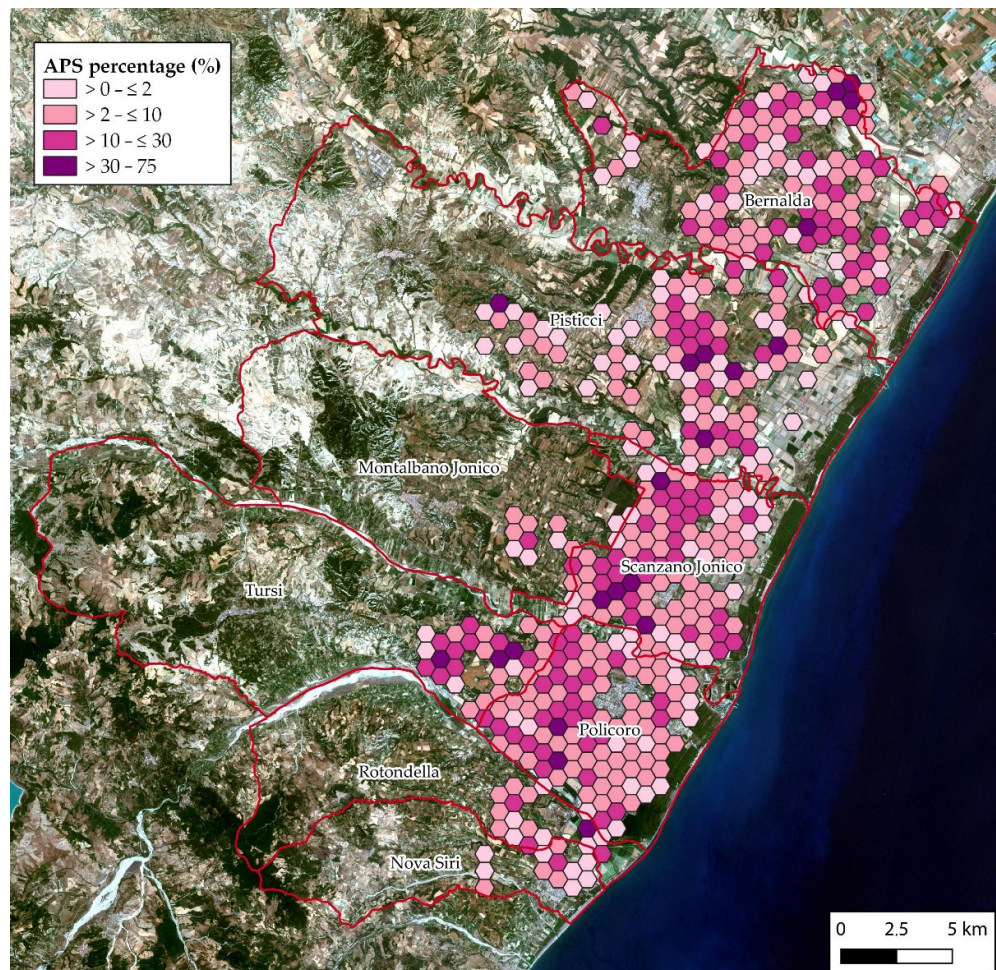 APS percentage (%)
> 0 – ≤ 2
> 2 – ≤ 10
> 10 – ≤ 30
> 30 – 75
Bernalda
Pisticci
Montalbano Jonico
Scanzano Jonico
Tursi
Policoro
Rotondella
Nova Siri
0 2.5 5 km